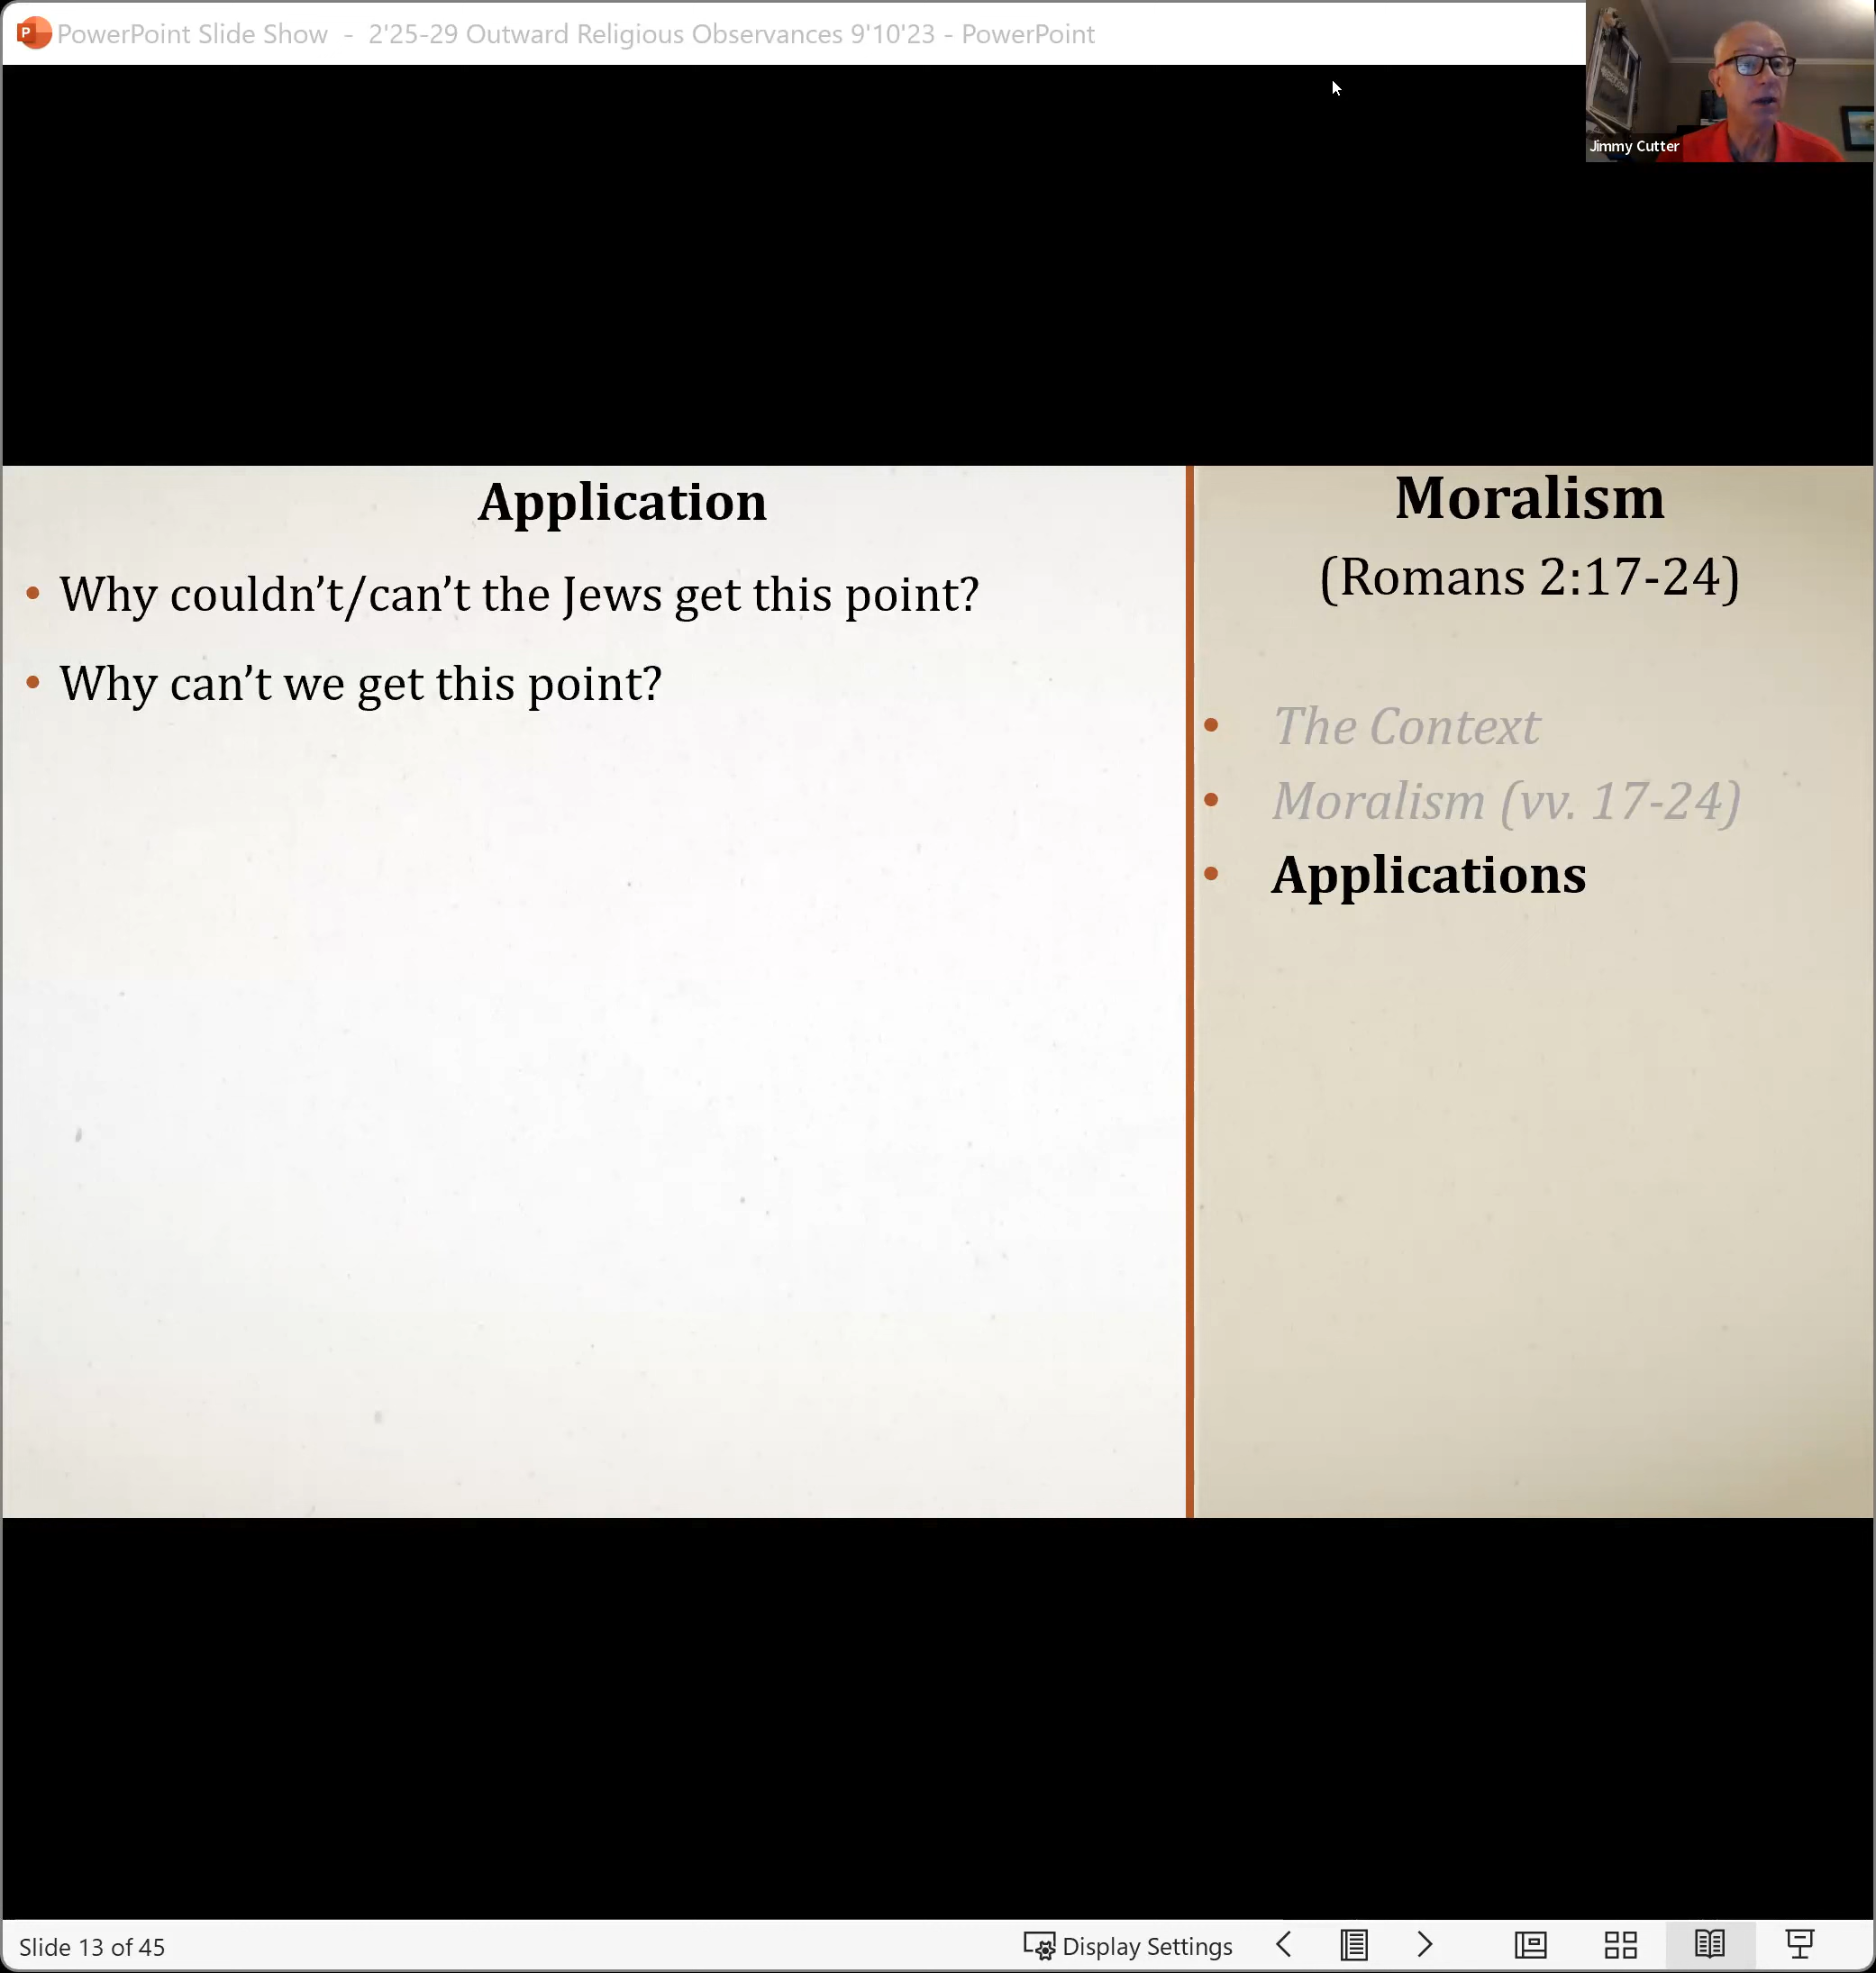 PowerPoint Slide Show - 2'25-29 Outward Religious Observances 9'10'23 - PowerPoint
Jimmy Cutter
Application
• Why couldn’t/can’t the Jews get this point?
• Why can’t we get this point?
Moralism
(Romans 2:17-24)
• The Context
• Moralism (vv. 17-24)
• Applications
Slide 13 of 45
Display Settings